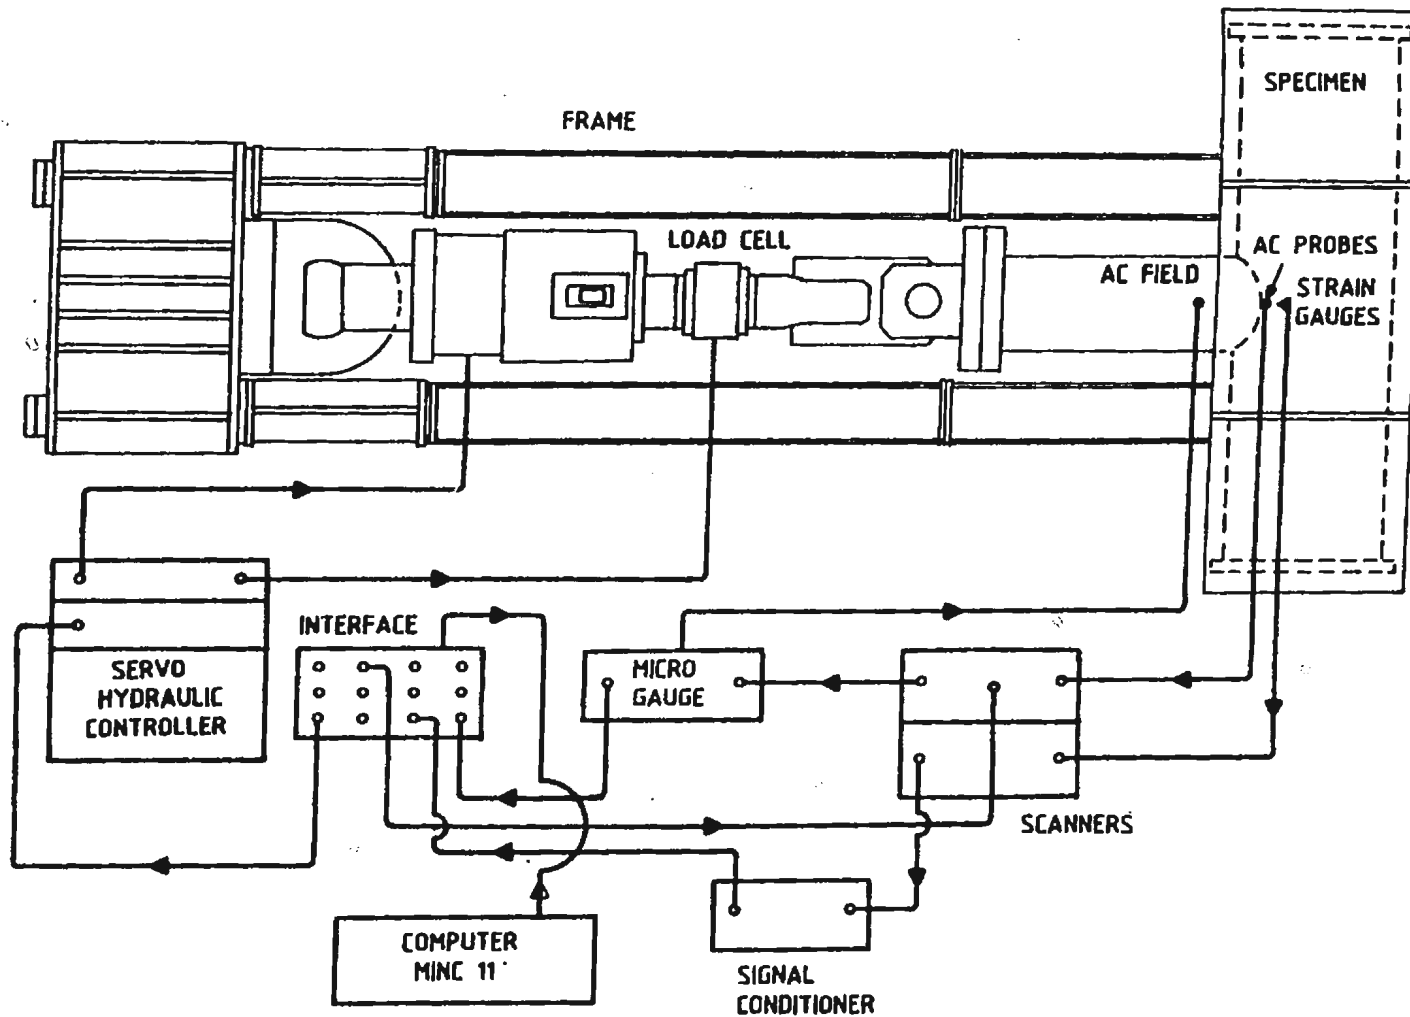 SPECIMEN
FRAME
LOAD CELL
AC PROBES
AC FIELD
STRAIN
GAUGES
INTERFACE
SERVO
HYDRAULIC
CONTROLLER
MICRO
GAUGE
SCANNERS
COMPUTER
MINC 11
SIGNAL
CONDITIONER